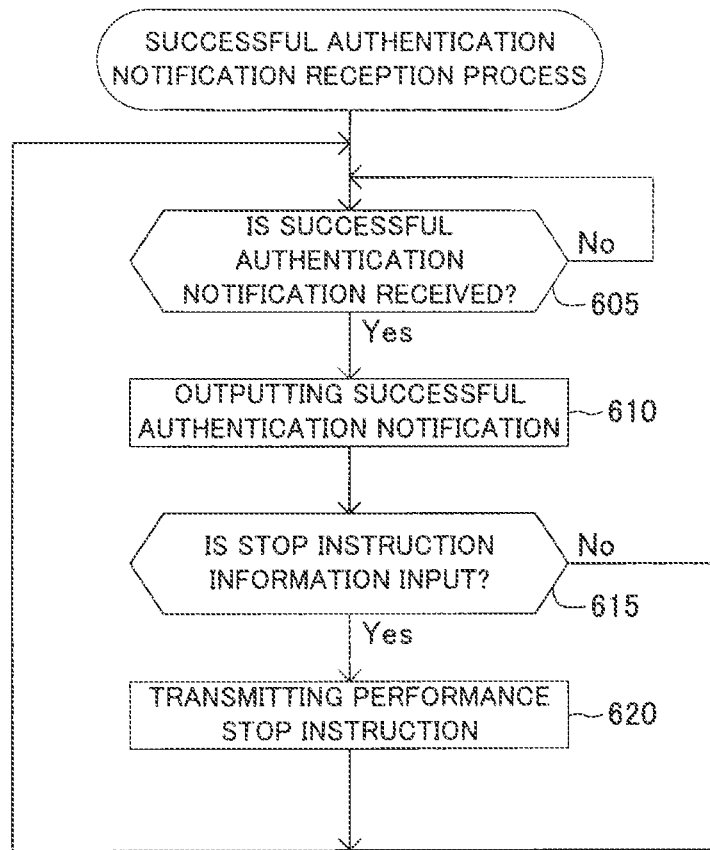 SUCCESSFUL AUTHENTICATION
NOTIFICATION RECEPTION PROCESS
IS SUCCESSFUL
AUTHENTICATION
NOTIFICATION RECEIVED?
No
605
Yes
OUTPUTTING SUCCESSFUL
AUTHENTICATION NOTIFICATION
610
IS STOP INSTRUCTION
INFORMATION INPUT?
No
615
Yes
TRANSMITTING PERFORMANCE
STOP INSTRUCTION
620